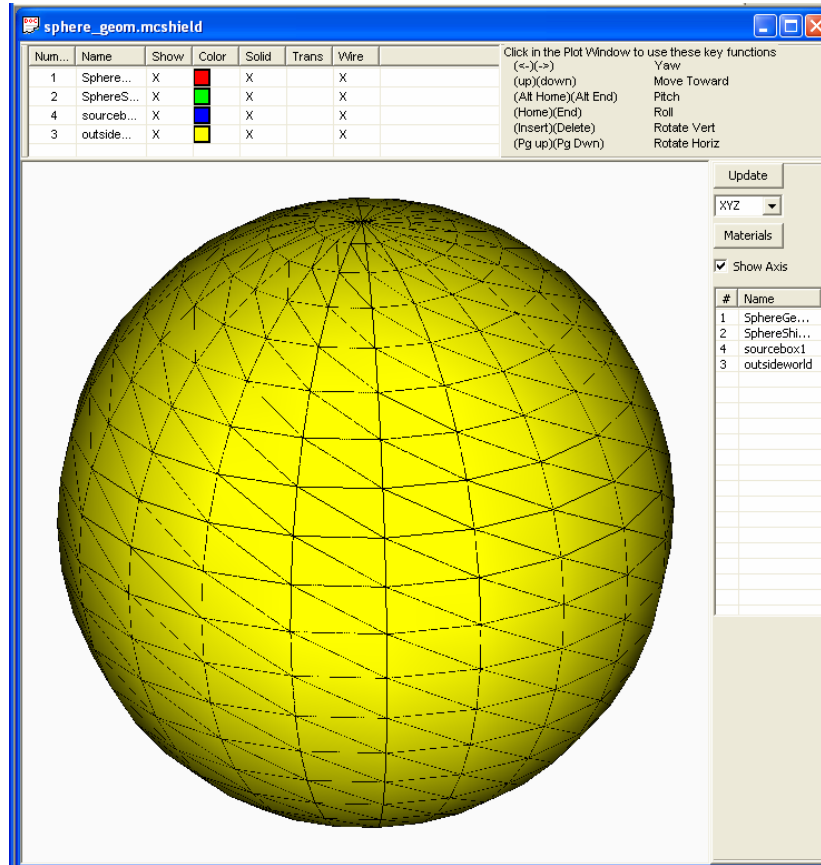 sphere_geom.mcshield
Num... Name Show Color Solid Trans Wire
1 Sphere... X X X
2 SphereS... X X X
4 sourceb... X X X
3 outside... X X X
Click in the Plot Window to use these key functions
(<-)(->) Yaw
(up)(down) Move Toward
(Alt Home)(Alt End) Pitch
(Home)(End) Roll
(Insert)(Delete) Rotate Vert
(Pg up)(Pg Dwn) Rotate Horiz
Update
XYZ
Materials
Show Axis
# Name
1 SphereGe...
2 SphereShi...
4 sourcebox1
3 outsideworld